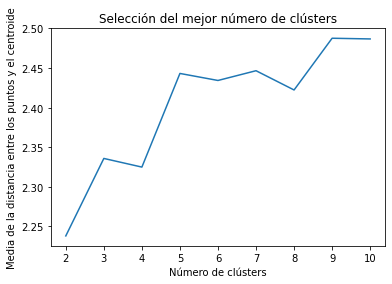 Selección del mejor número de clústers
Media de la distancia entre los puntos y el centroide
2.50
2.45
2.40
2.35
2.30
2.25
2 3 4 5 6 7 8 9 10
Número de clústers